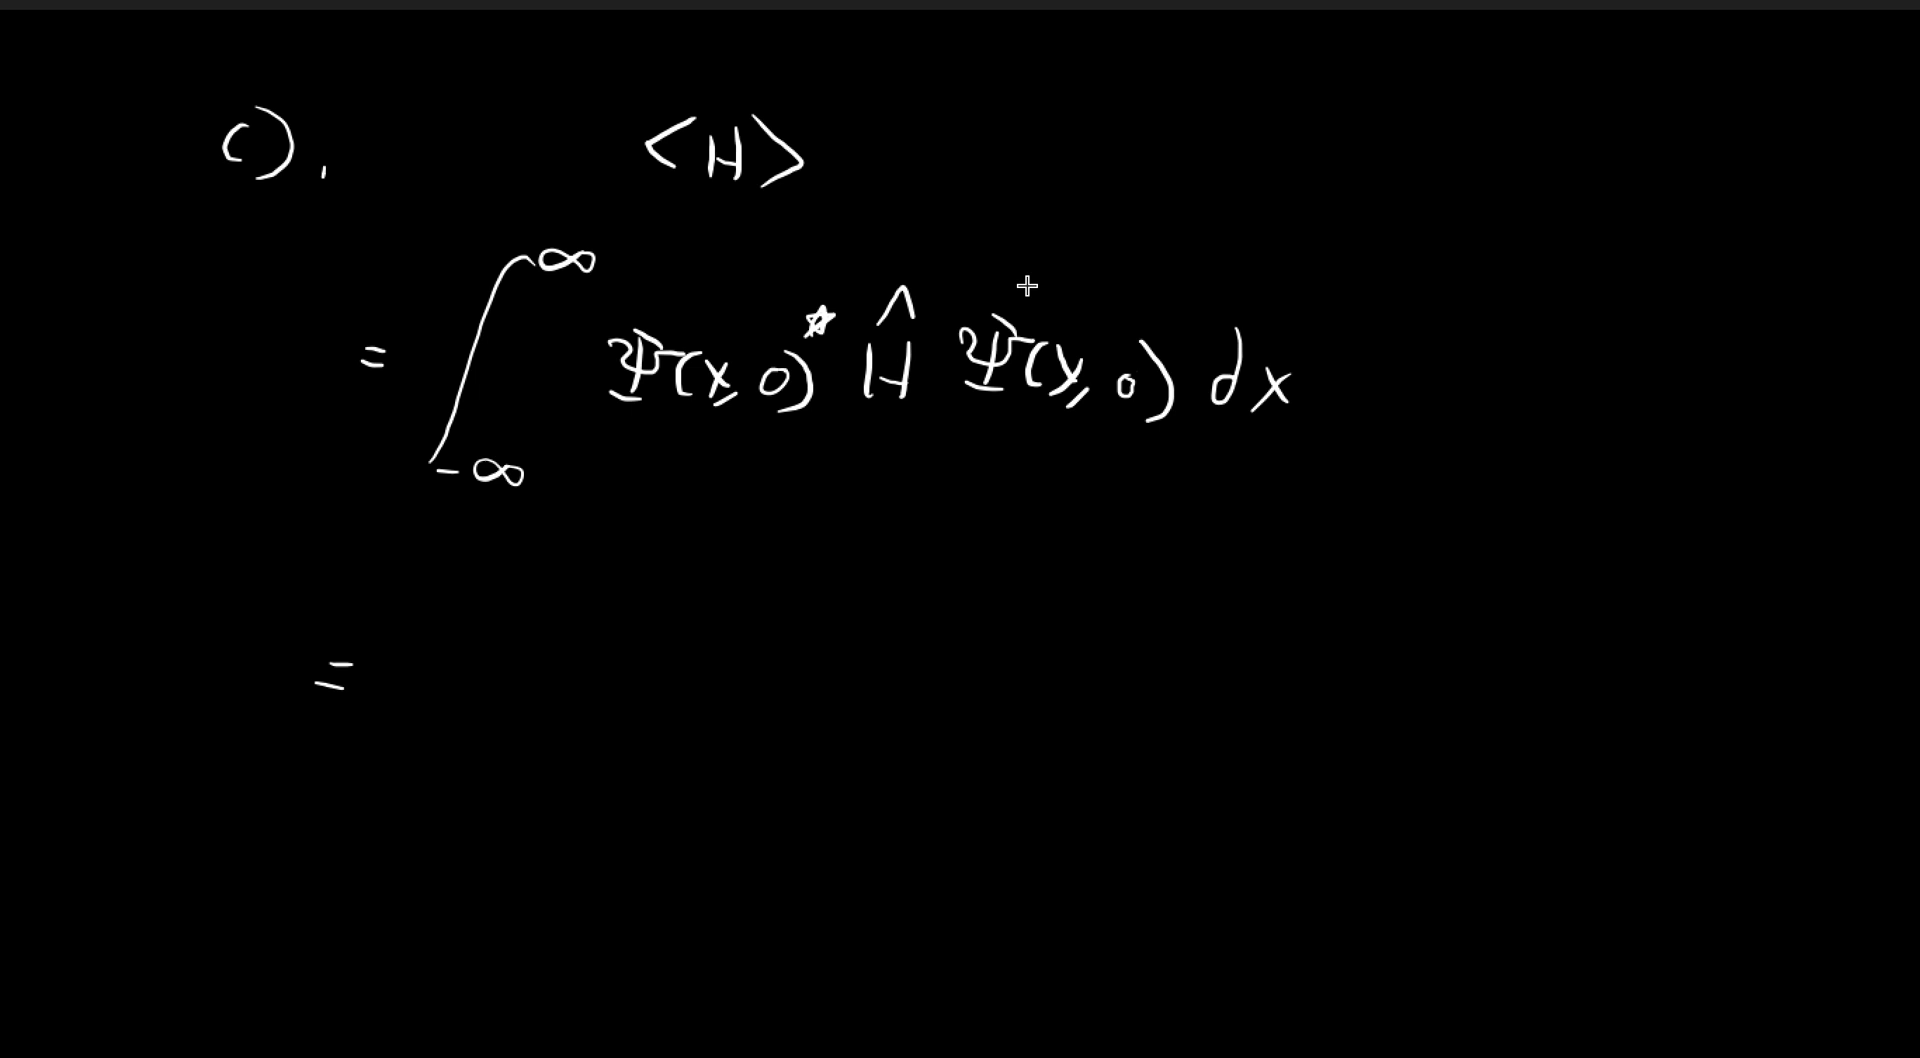 c).
<H>
= ∫_{-∞}^{∞} Ψ(x, 0)* Ĥ Ψ(x, 0) dx
=